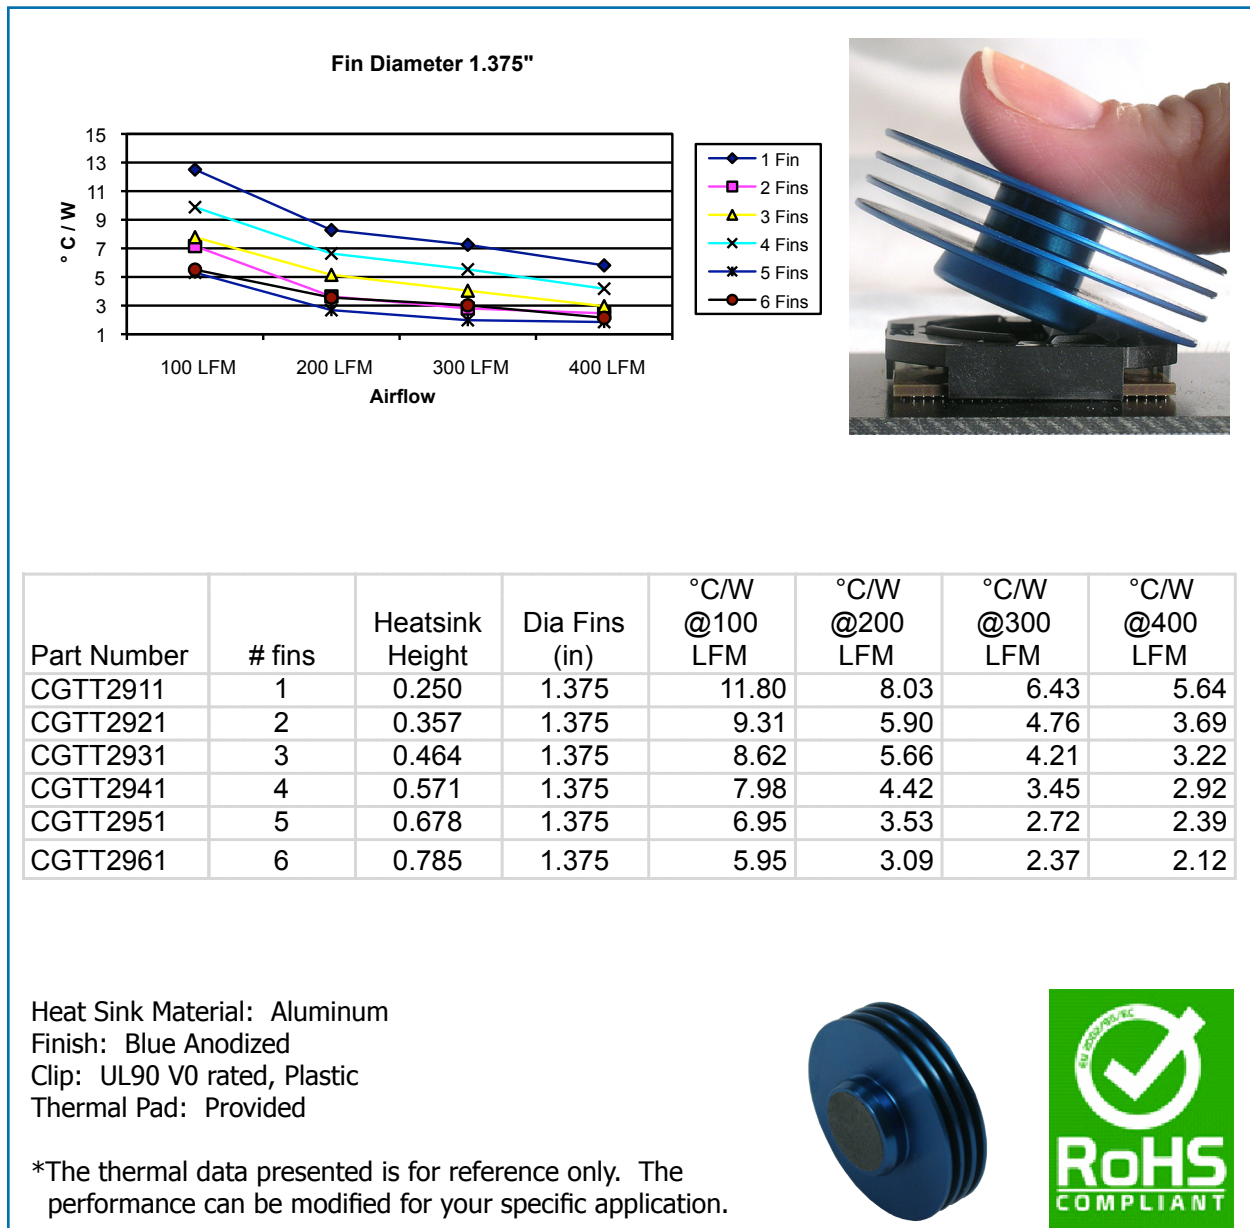 Fin Diameter 1.375"
° C / W
15
13
11
9
7
5
3
1
100 LFM 200 LFM 300 LFM 400 LFM
Airflow
1 Fin
2 Fins
3 Fins
4 Fins
5 Fins
6 Fins
Part Number # fins Heatsink Height Dia Fins (in) °C/W @100 LFM °C/W @200 LFM °C/W @300 LFM °C/W @400 LFM
CGTT2911 1 0.250 1.375 11.80 8.03 6.43 5.64
CGTT2921 2 0.357 1.375 9.31 5.90 4.76 3.69
CGTT2931 3 0.464 1.375 8.62 5.66 4.21 3.22
CGTT2941 4 0.571 1.375 7.98 4.42 3.45 2.92
CGTT2951 5 0.678 1.375 6.95 3.53 2.72 2.39
CGTT2961 6 0.785 1.375 5.95 3.09 2.37 2.12
Heat Sink Material: Aluminum
Finish: Blue Anodized
Clip: UL90 V0 rated, Plastic
Thermal Pad: Provided
*The thermal data presented is for reference only. The
performance can be modified for your specific application.
EU 2002/95/EC
RoHS
COMPLIANT